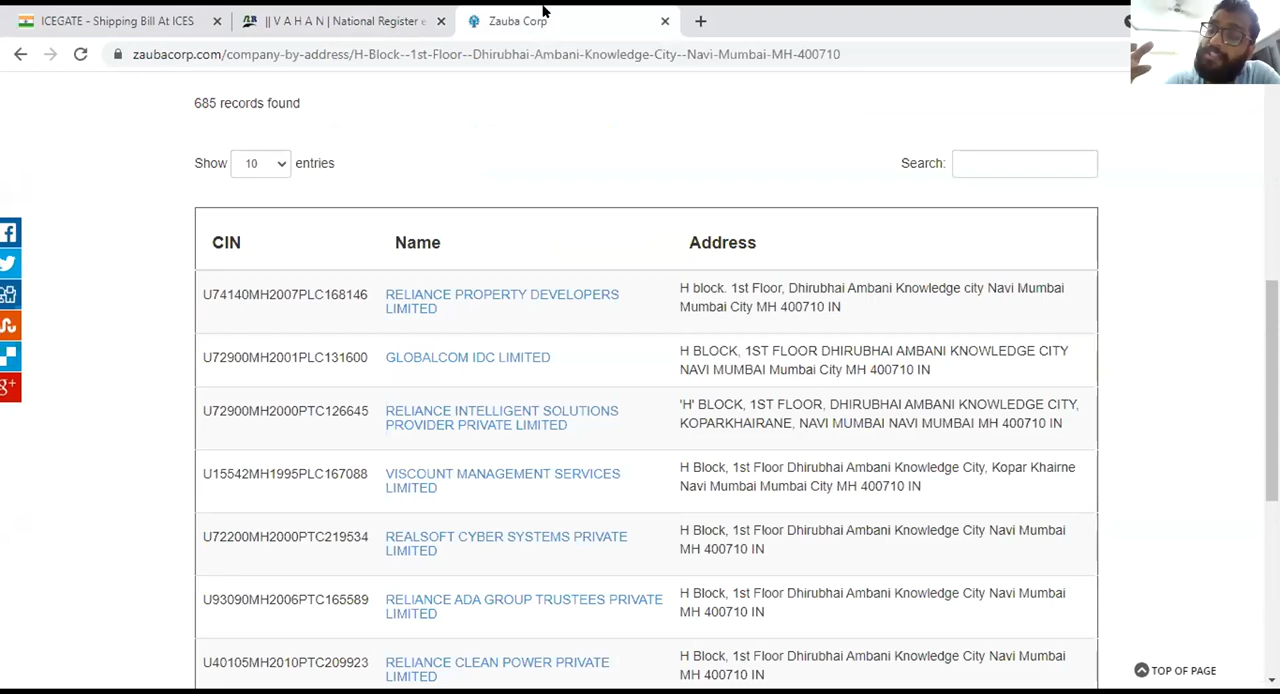 ICEGATE - Shipping Bill At ICES
|| V A H A N | National Register e
Zauba Corp
zaubacorp.com/company-by-address/H-Block--1st-Floor--Dhirubhai-Ambani-Knowledge-City--Navi-Mumbai-MH-400710
685 records found
Show 10 entries
Search:
CIN Name Address
U74140MH2007PLC168146 RELIANCE PROPERTY DEVELOPERS H block. 1st Floor, Dhirubhai Ambani Knowledge city Navi Mumbai
LIMITED Mumbai City MH 400710 IN
U72900MH2001PLC131600 GLOBALCOM IDC LIMITED H BLOCK, 1ST FLOOR DHIRUBHAI AMBANI KNOWLEDGE CITY
NAVI MUMBAI Mumbai City MH 400710 IN
U72900MH2000PTC126645 RELIANCE INTELLIGENT SOLUTIONS 'H' BLOCK, 1ST FLOOR, DHIRUBHAI AMBANI KNOWLEDGE CITY,
PROVIDER PRIVATE LIMITED KOPARKHAIRANE, NAVI MUMBAI NAVI MUMBAI MH 400710 IN
U15542MH1995PLC167088 VISCOUNT MANAGEMENT SERVICES H Block, 1st Floor Dhirubhai Ambani Knowledge City, Kopar Khairne
LIMITED Navi Mumbai Mumbai City MH 400710 IN
U72200MH2000PTC219534 REALSOFT CYBER SYSTEMS PRIVATE H Block, 1st Floor Dhirubhai Ambani Knowledge City Navi Mumbai
LIMITED MH 400710 IN
U93090MH2006PTC165589 RELIANCE ADA GROUP TRUSTEES PRIVATE H Block, 1st Floor Dhirubhai Ambani Knowledge City Navi Mumbai
LIMITED MH 400710 IN
U40105MH2010PTC209923 RELIANCE CLEAN POWER PRIVATE H Block, 1st Floor Dhirubhai Ambani Knowledge City Navi Mumbai
LIMITED MH 400710 IN
TOP OF PAGE